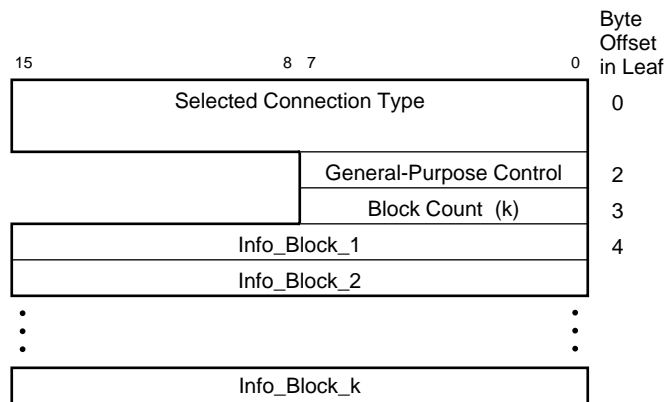 Byte
Offset
in Leaf
15 8 7 0
Selected Connection Type 0
General-Purpose Control 2
Block Count (k) 3
Info_Block_1 4
Info_Block_2
Info_Block_k